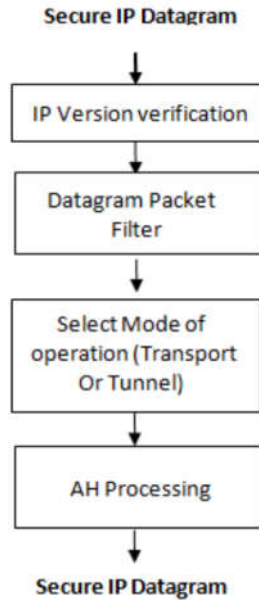 Secure IP Datagram
IP Version verification
Datagram Packet
Filter
Select Mode of
operation (Transport
Or Tunnel)
AH Processing
Secure IP Datagram